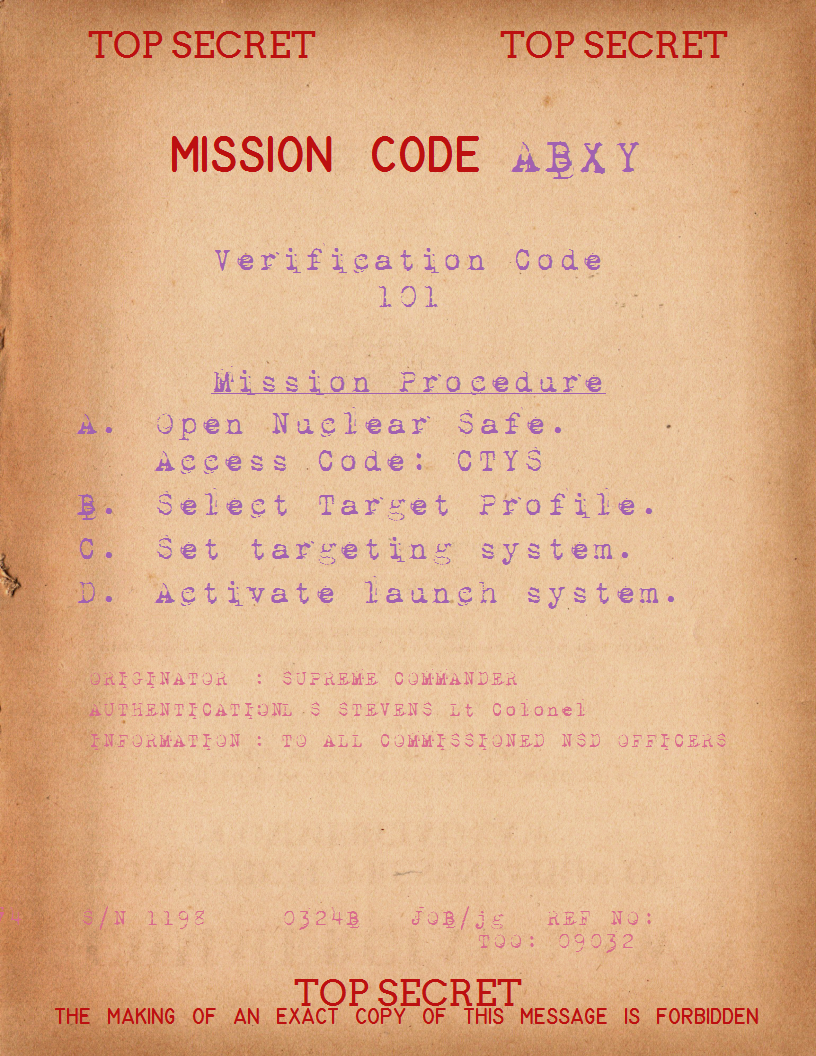 TOP SECRET TOP SECRET
MISSION CODE ABXY
Verification Code
101
Mission Procedure
A. Open Nuclear Safe.
Access Code: CTYS
B. Select Target Profile.
C. Set targeting system.
D. Activate launch system.
ORIGINATOR : SUPREME COMMANDER
AUTHENTICATIONL S STEVENS Lt Colonel
INFORMATION : TO ALL COMMISSIONED NSD OFFICERS
S/N 1198 0324B JOB/jg REF NO:
TOO: 09032
TOP SECRET
THE MAKING OF AN EXACT COPY OF THIS MESSAGE IS FORBIDDEN